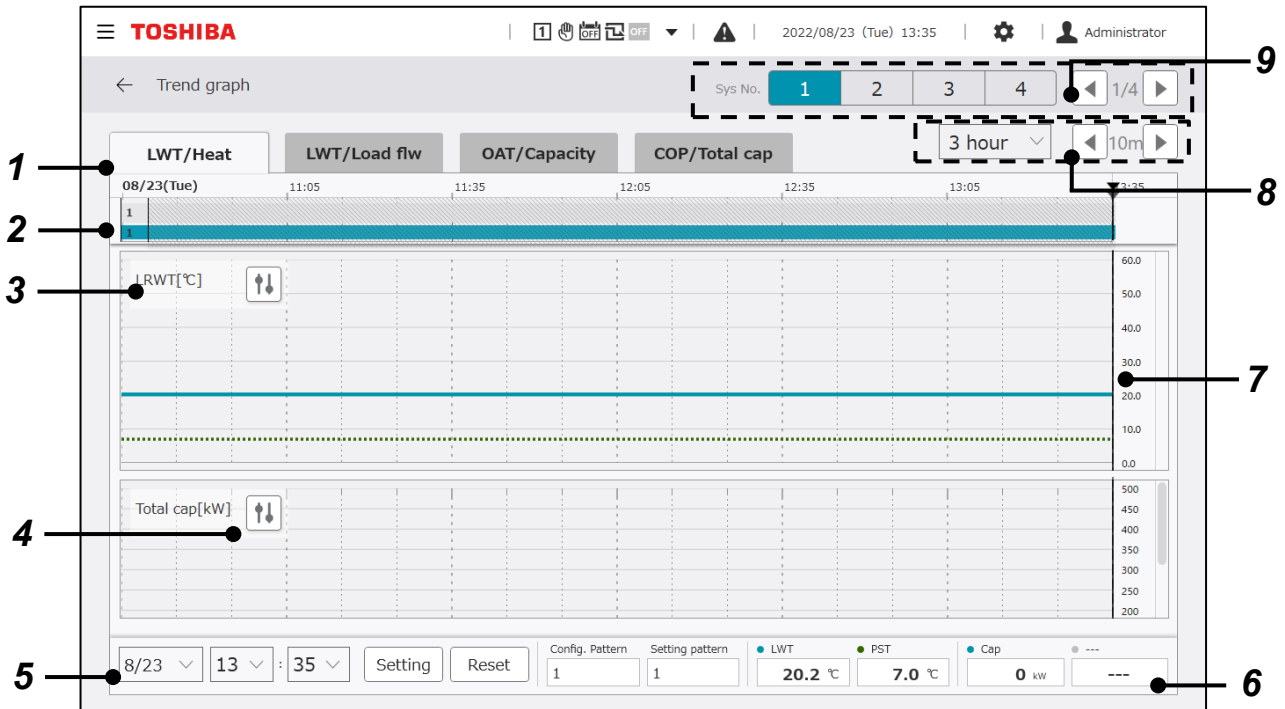 TOSHIBA
1 OFF OFF
2022/08/23 (Tue) 13:35
Administrator
9
← Trend graph
Sys No. 1 2 3 4
1/4
1
LWT/Heat
LWT/Load flw
OAT/Capacity
COP/Total cap
3 hour
10m
8
08/23(Tue) 11:05 11:35 12:05 12:35 13:05 13:35
2
1
1
3
LRWT[℃]
60.0
50.0
40.0
30.0
7
20.0
10.0
0.0
4
Total cap[kW]
500
450
400
350
300
250
200
5
8/23 13 : 35 Setting Reset
Config. Pattern
1
Setting pattern
1
LWT
20.2 ℃
PST
7.0 ℃
Cap
0 kW
---
---
6